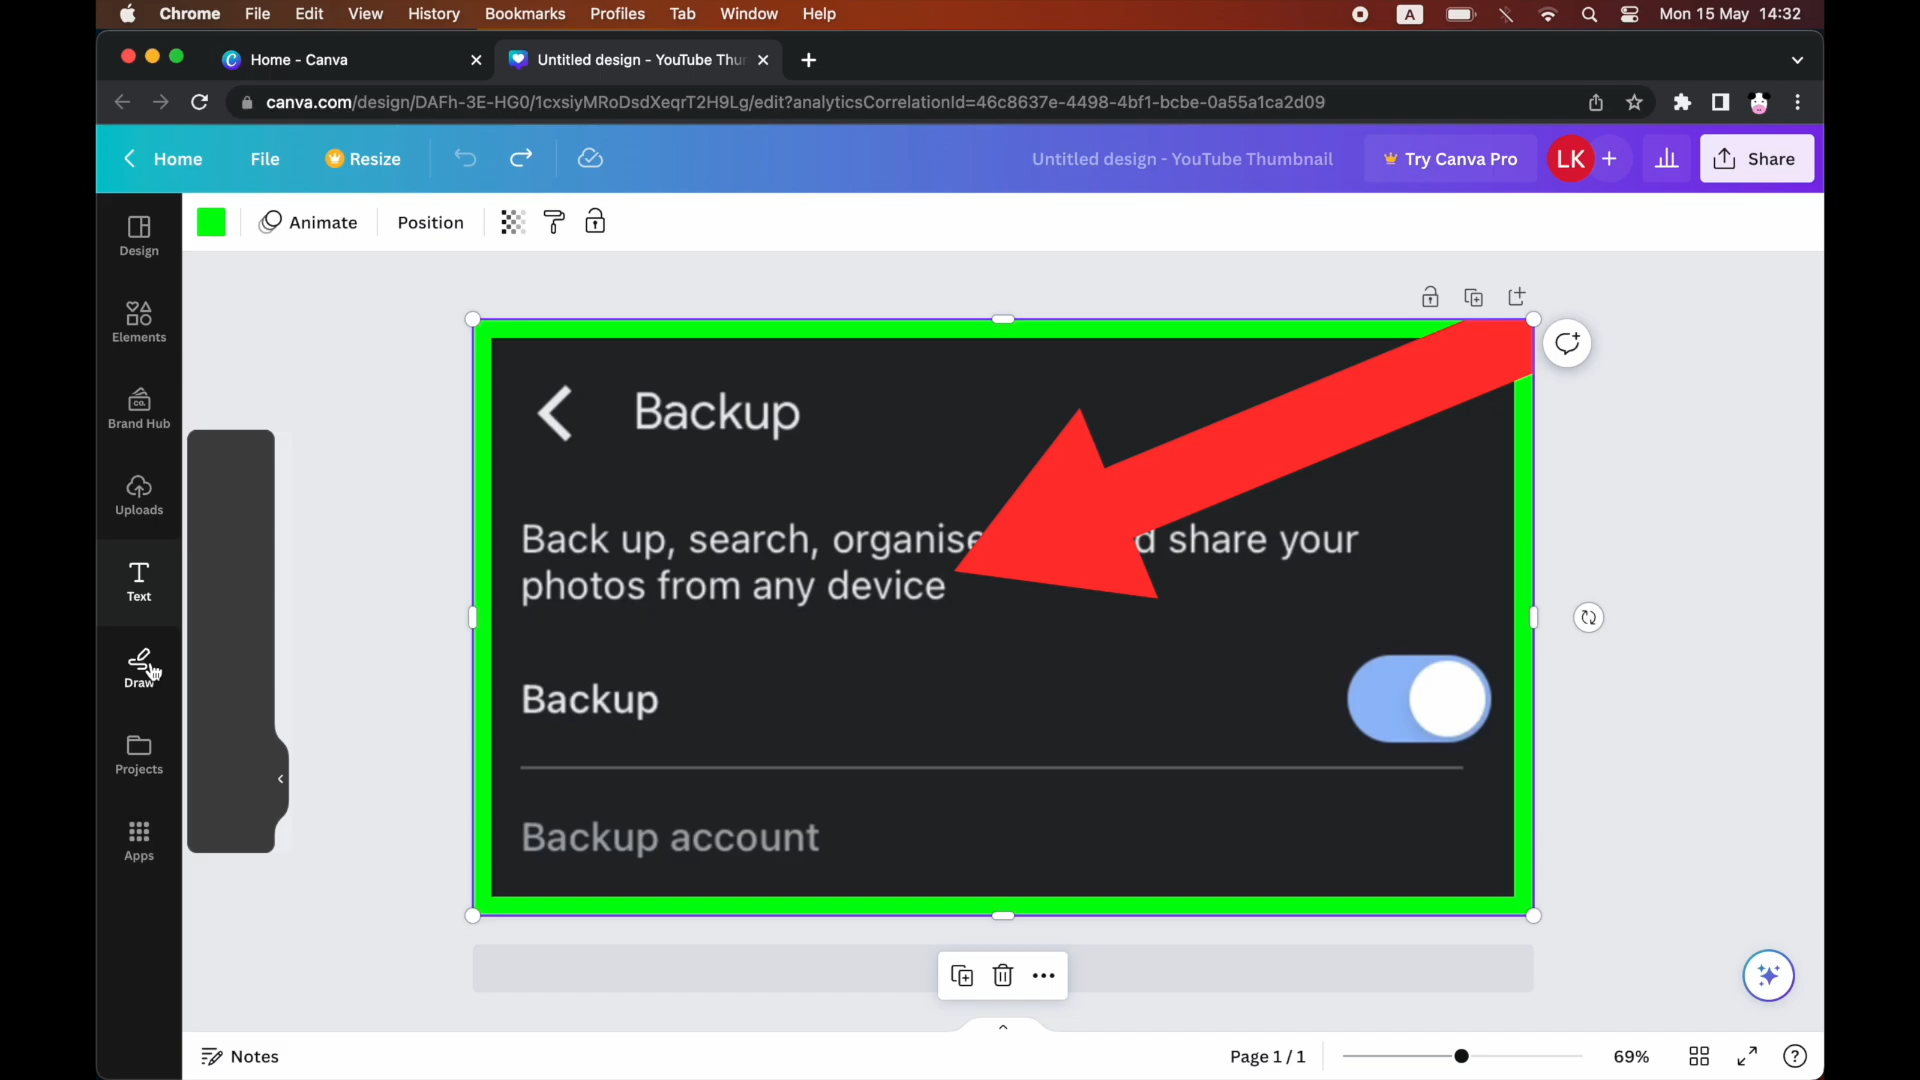 Chrome File Edit View History Bookmarks Profiles Tab Window Help A Mon 15 May 14:32
Home - Canva Untitled design - YouTube Thur
canva.com/design/DAFh-3E-HG0/1cxsiyMRoDsdXeqrT2H9Lg/edit?analyticsCorrelationId=46c8637e-4498-4bf1-bcbe-0a55a1ca2d09
Home File Resize Untitled design - YouTube Thumbnail Try Canva Pro LK + Share
Animate Position
Design
Elements
CO.
Brand Hub
Uploads
Text
Draw
Projects
Apps
Backup
Back up, search, organise d share your
photos from any device
Backup
Backup account
Notes Page 1 / 1 69%